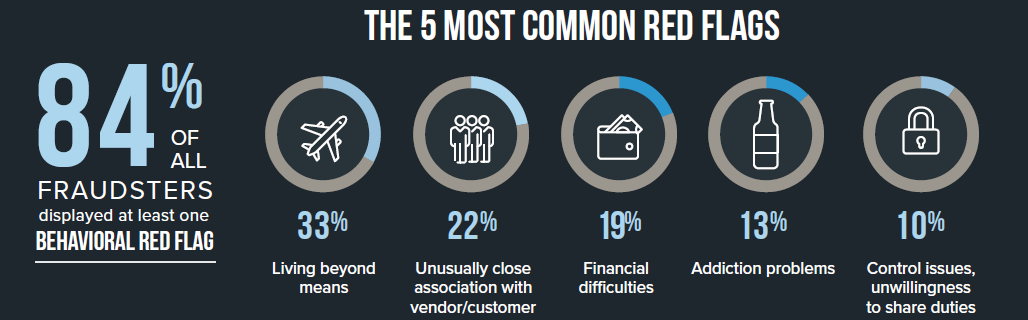 THE 5 MOST COMMON RED FLAGS
84%
OF
ALL
FRAUDSTERS
displayed at least one
BEHAVIORAL RED FLAG
33%
Living beyond
means
22%
Unusually close
association with
vendor/customer
19%
Financial
difficulties
13%
Addiction problems
10%
Control issues,
unwillingness
to share duties